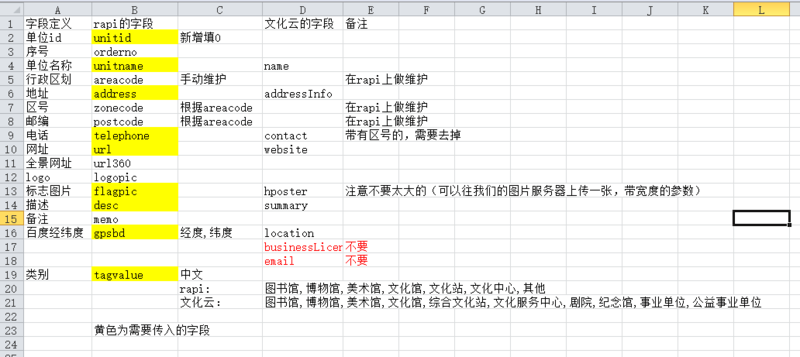 A B C D E F G H I J K L
1 字段定义 rapi的字段 文化云的字段 备注
2 单位id unitid 新增填0
3 序号 orderno
4 单位名称 unitname name
5 行政区划 areacode 手动维护 在rapi上做维护
6 地址 address addressInfo
7 区号 zonecode 根据areacode 在rapi上做维护
8 邮编 postcode 根据areacode 在rapi上做维护
9 电话 telephone contact 带有区号的，需要去掉
10 网址 url website
11 全景网址 url360
12 logo logopic
13 标志图片 flagpic hposter 注意不要太大的（可以往我们的图片服务器上传一张，带宽度的参数）
14 描述 desc summary
15 备注 memo
16 百度经纬度 gpsbd 经度,纬度 location
17 businessLicer 不要
18 email 不要
19 类别 tagvalue 中文
20 rapi: 图书馆,博物馆,美术馆,文化馆,文化站,文化中心,其他
21 文化云: 图书馆,博物馆,美术馆,文化馆,综合文化站,文化服务中心,剧院,纪念馆,事业单位,公益事业单位
22
23 黄色为需要传入的字段
24